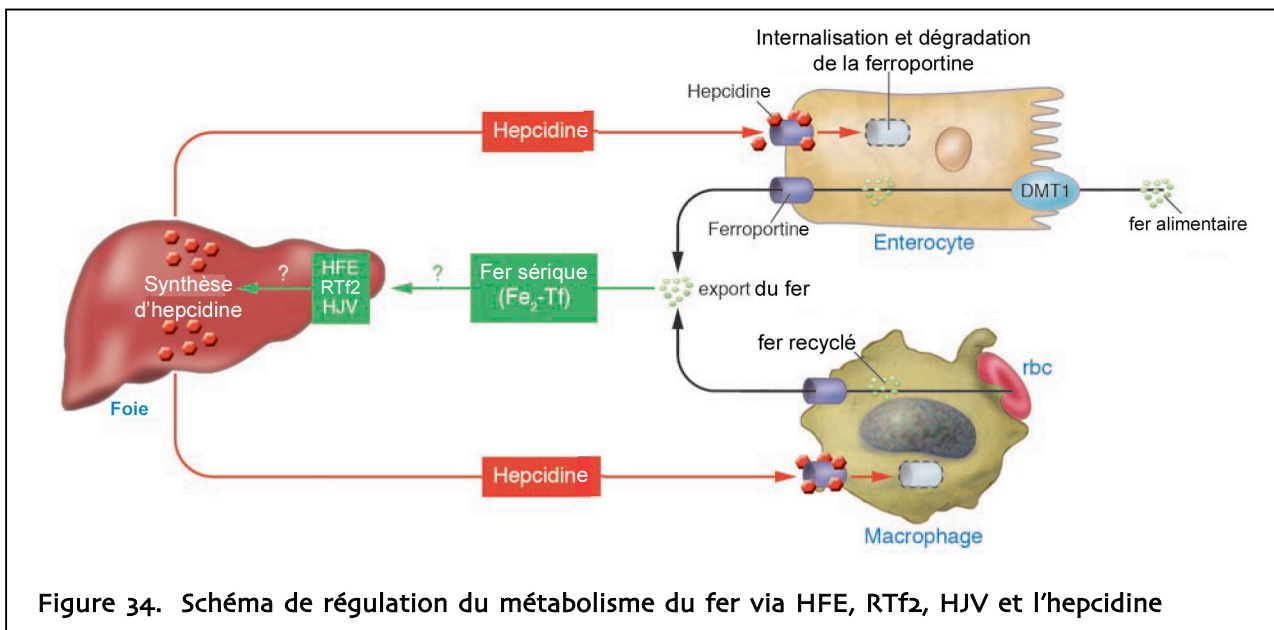 Internalisation et dégradation
de la ferroportine
Hepcidine
Hepcidine
DMT1
fer alimentaire
Ferroportine
Enterocyte
HFE
RTf2
HJV
?
?
Fer sérique
(Fe2-Tf)
Synthèse
d'hepcidine
export du fer
fer recyclé
rbc
Foie
Hepcidine
Macrophage
Figure 34. Schéma de régulation du métabolisme du fer via HFE, RTf2, HJV et l'hepcidine